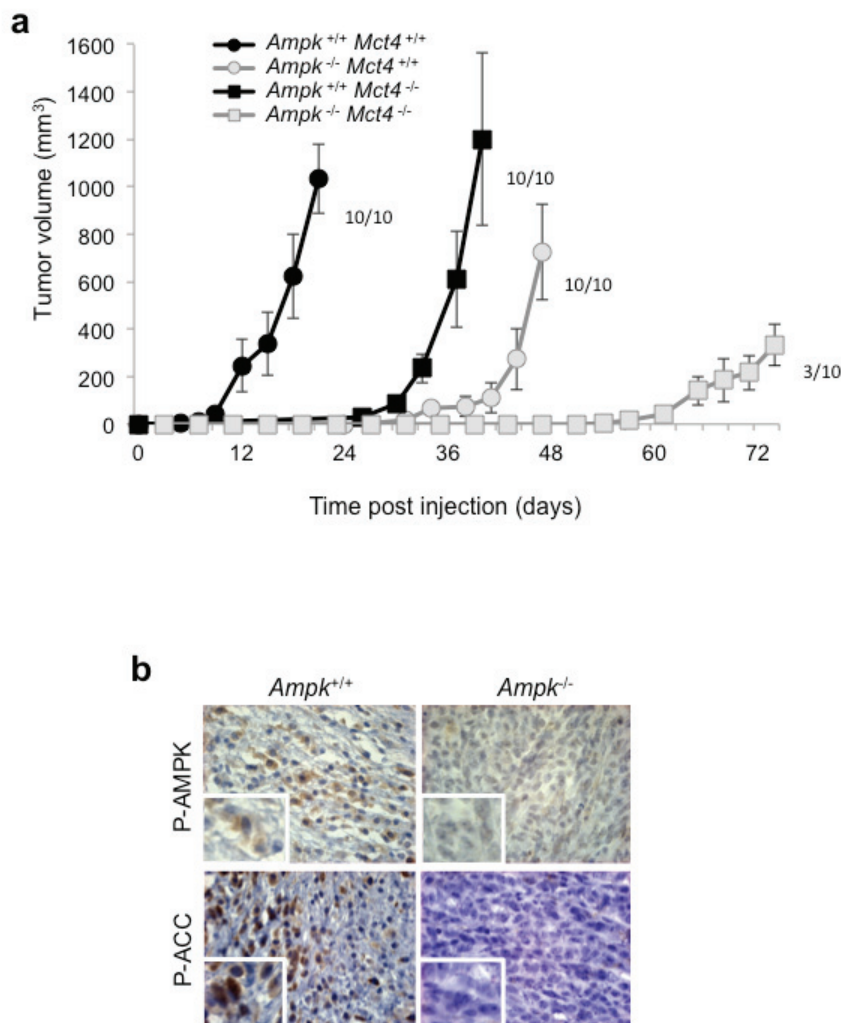 a
Ampk +/+ Mct4 +/+
Ampk -/- Mct4 +/+
Ampk +/+ Mct4 -/-
Ampk -/- Mct4 -/-
Tumor volume (mm³)
1600
1400
1200
1000
800
600
400
200
0
10/10
10/10
10/10
3/10
0 12 24 36 48 60 72
Time post injection (days)
b
Ampk+/+ Ampk-/-
P-AMPK
P-ACC